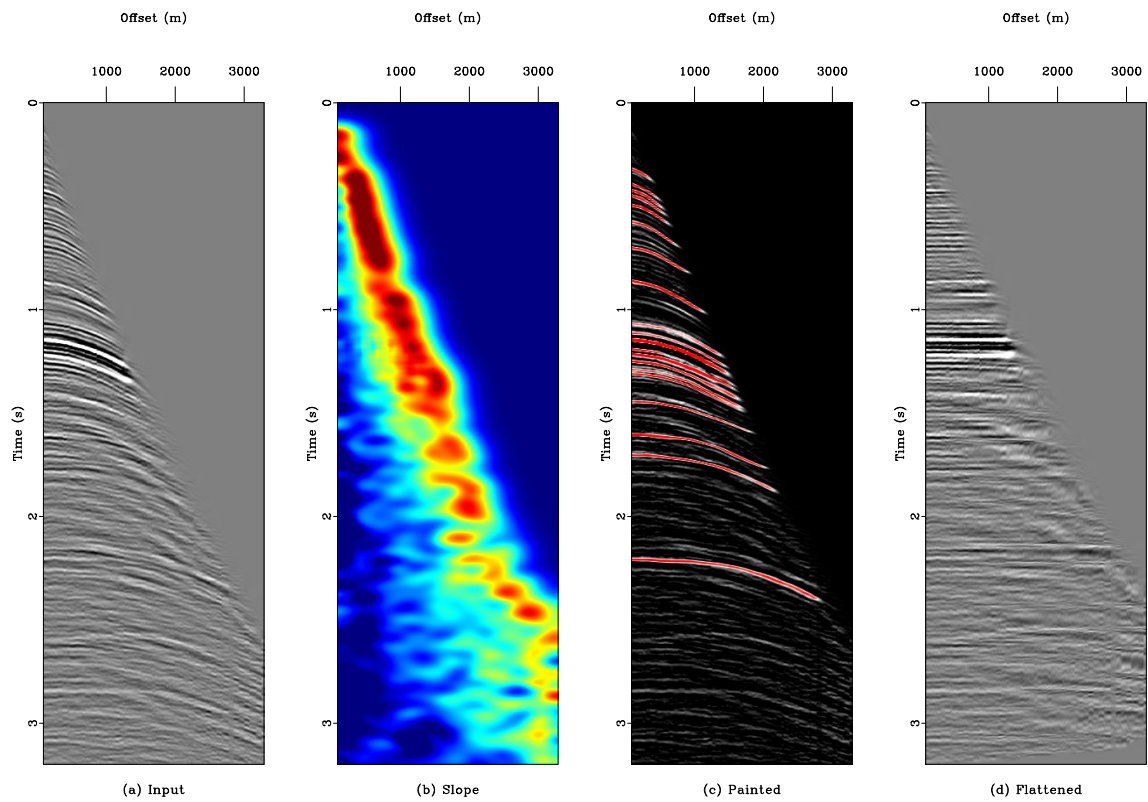 Offset (m) Offset (m) Offset (m) Offset (m)
1000 2000 3000 1000 2000 3000 1000 2000 3000 1000 2000 3000
0 0 0 0
1 1 1 1
Time (s) Time (s) Time (s) Time (s)
2 2 2 2
3 3 3 3
(a) Input (b) Slope (c) Painted (d) Flattened